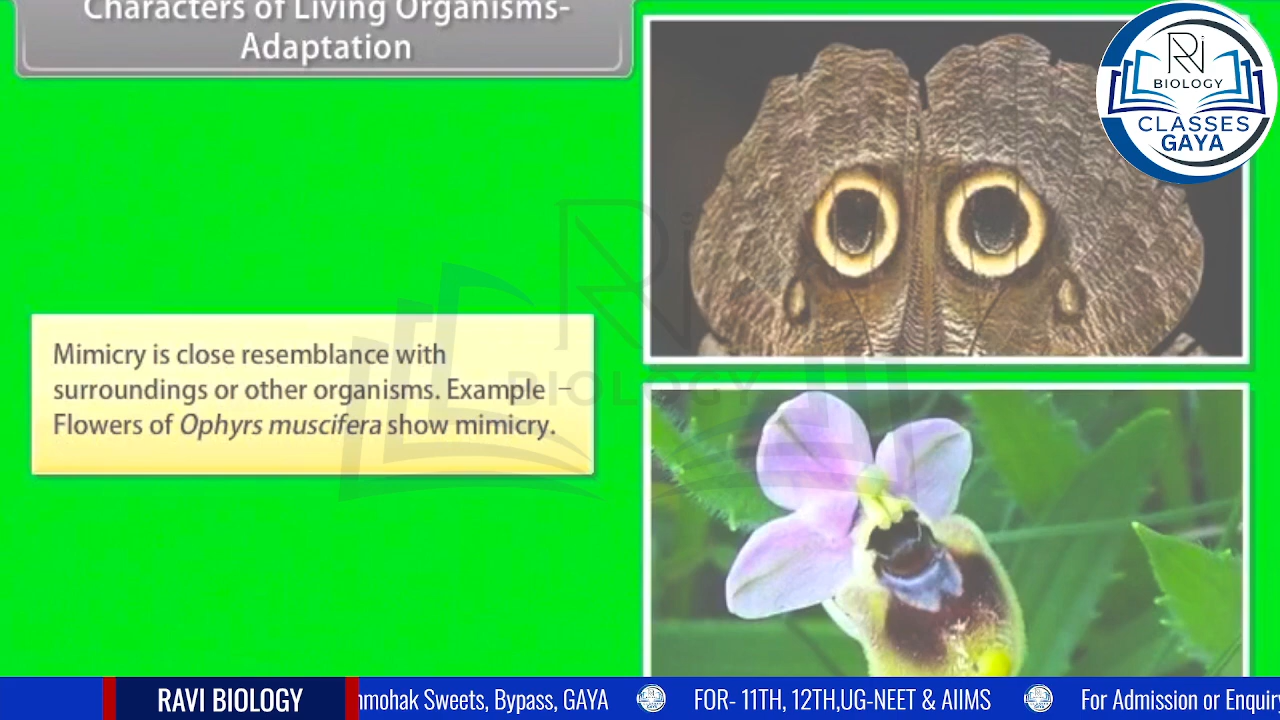 Characters of Living Organisms-
Adaptation
RJ
BIOLOGY
CLASSES
GAYA
Mimicry is close resemblance with
surroundings or other organisms. Example –
Flowers of Ophyrs muscifera show mimicry.
BIOLOGY
RAVI BIOLOGY
Sweets, Bypass, GAYA
FOR- 11TH, 12TH,UG-NEET & AIIMS
For Admission or